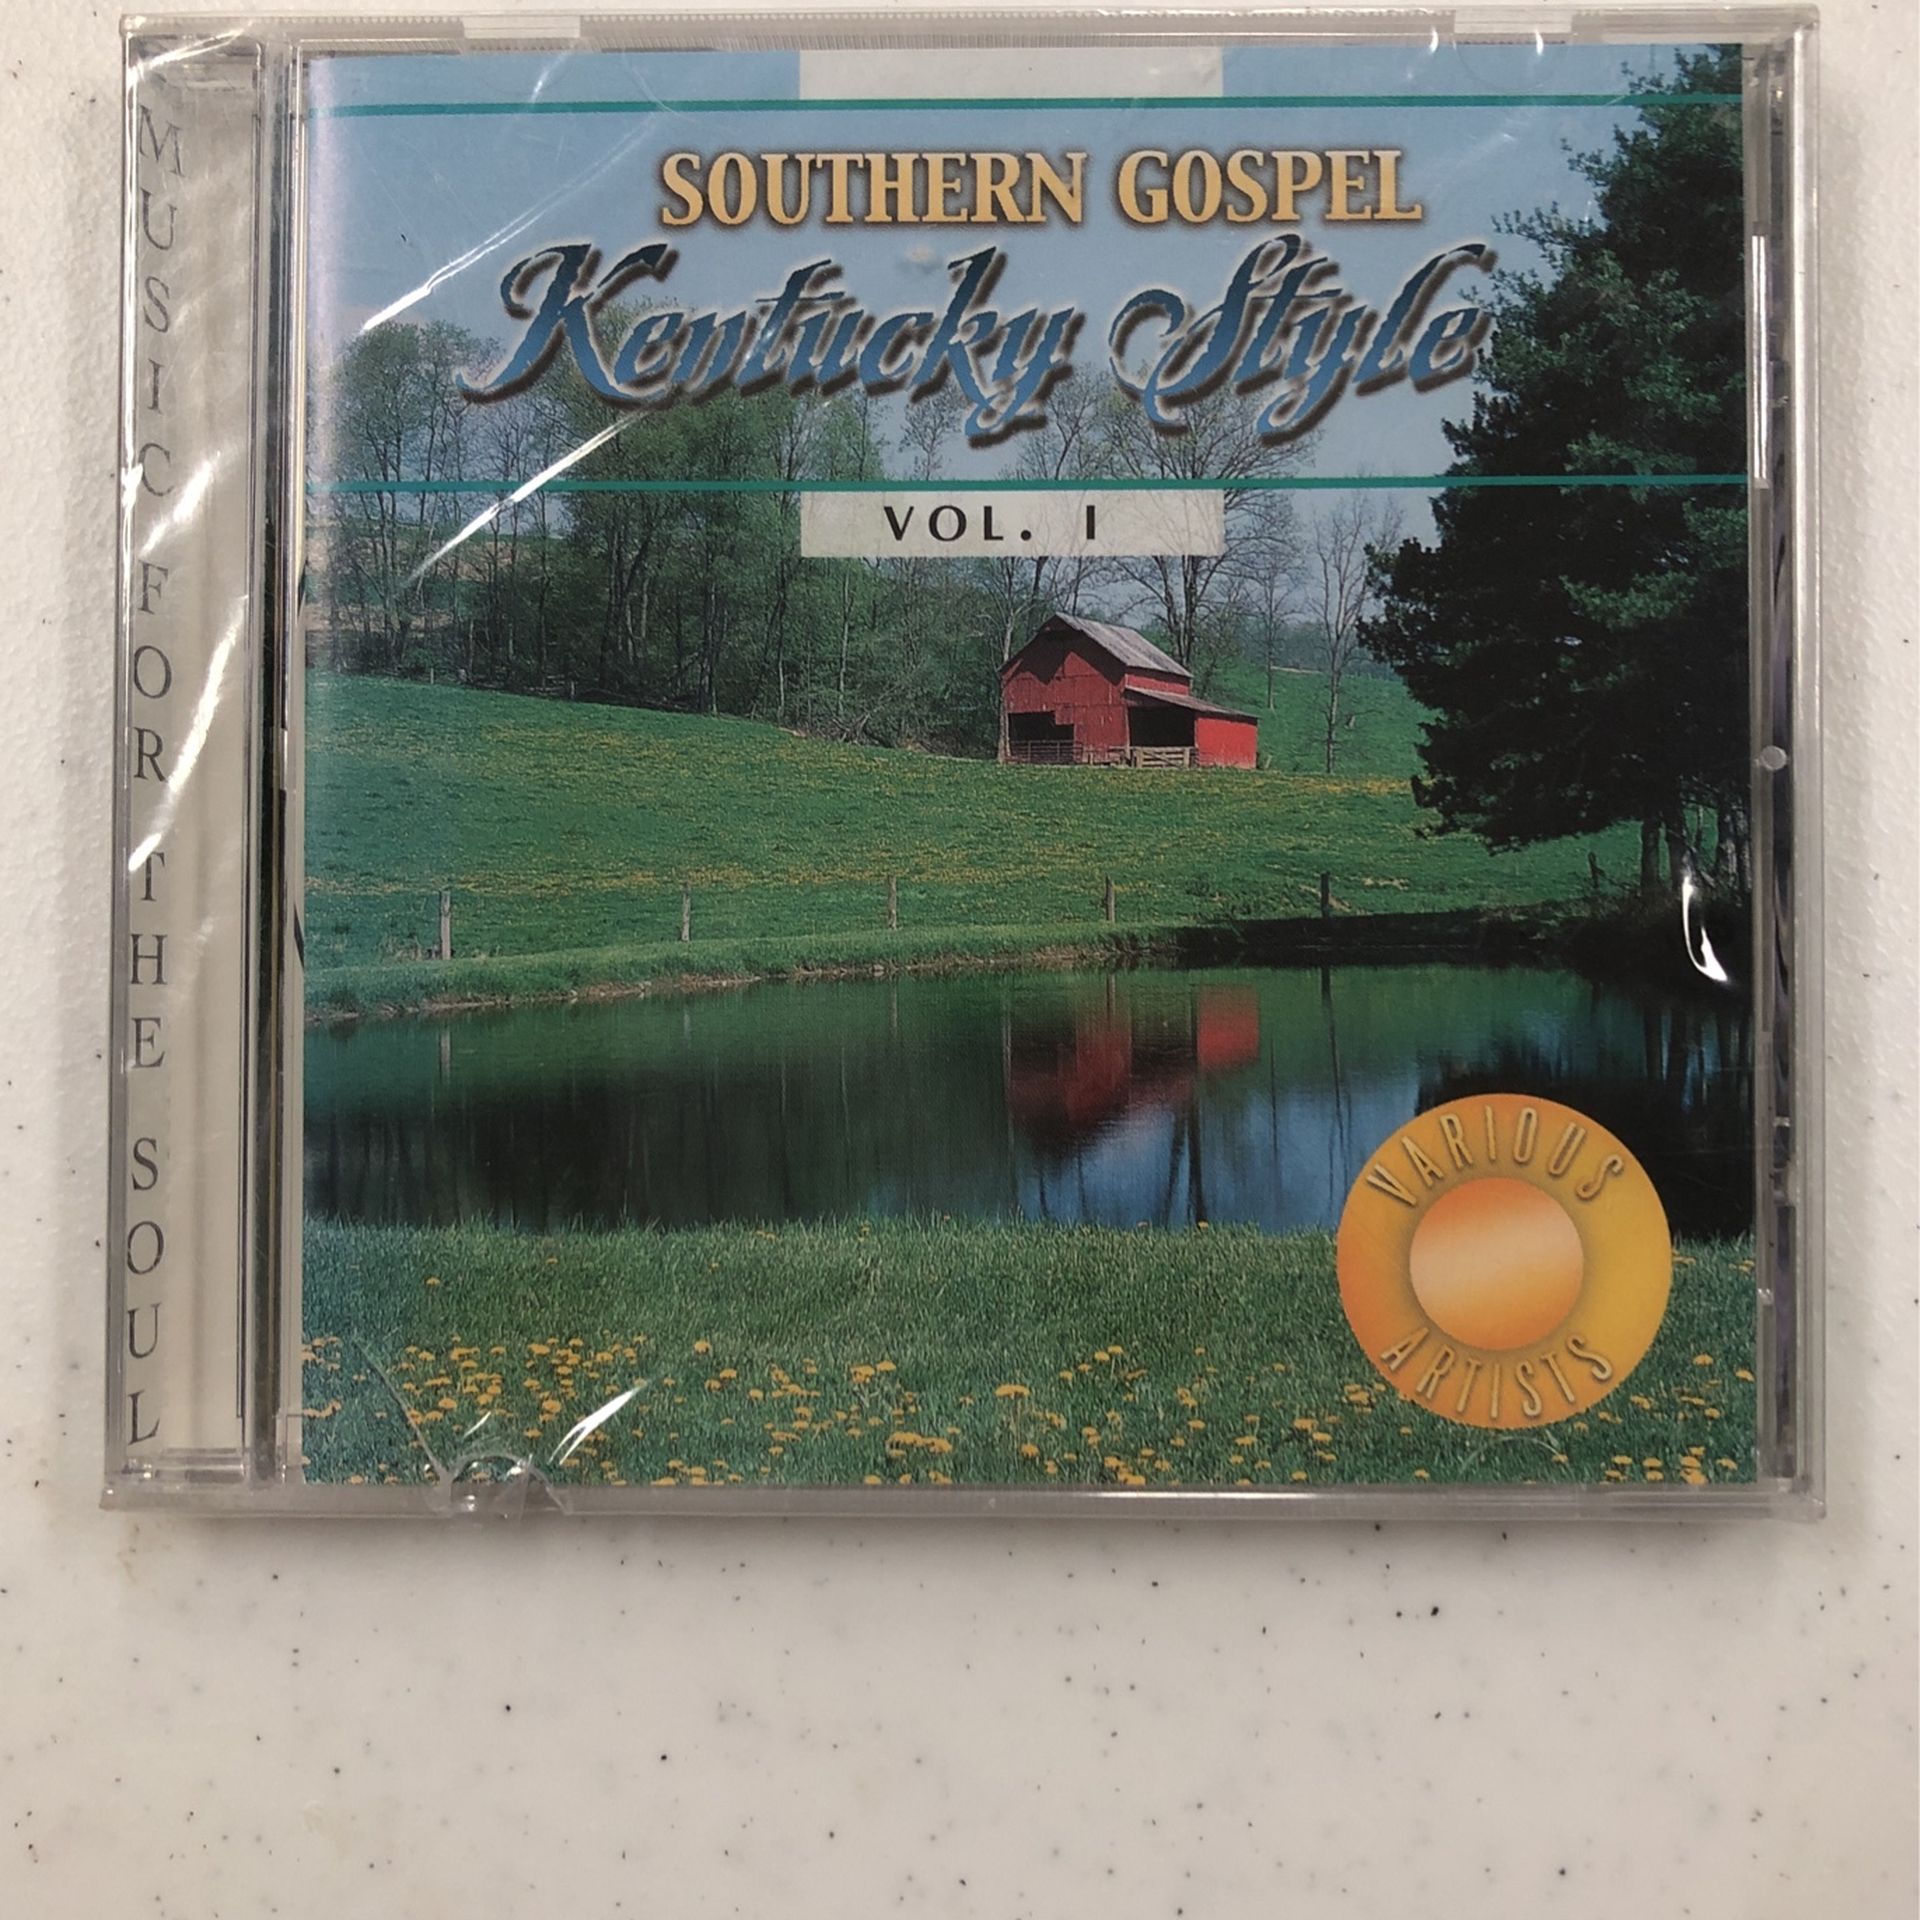 MUSIC FOR THE SOUL
SOUTHERN GOSPEL
Kentucky Style
VOL. I
VARIOUS
ARTISTS